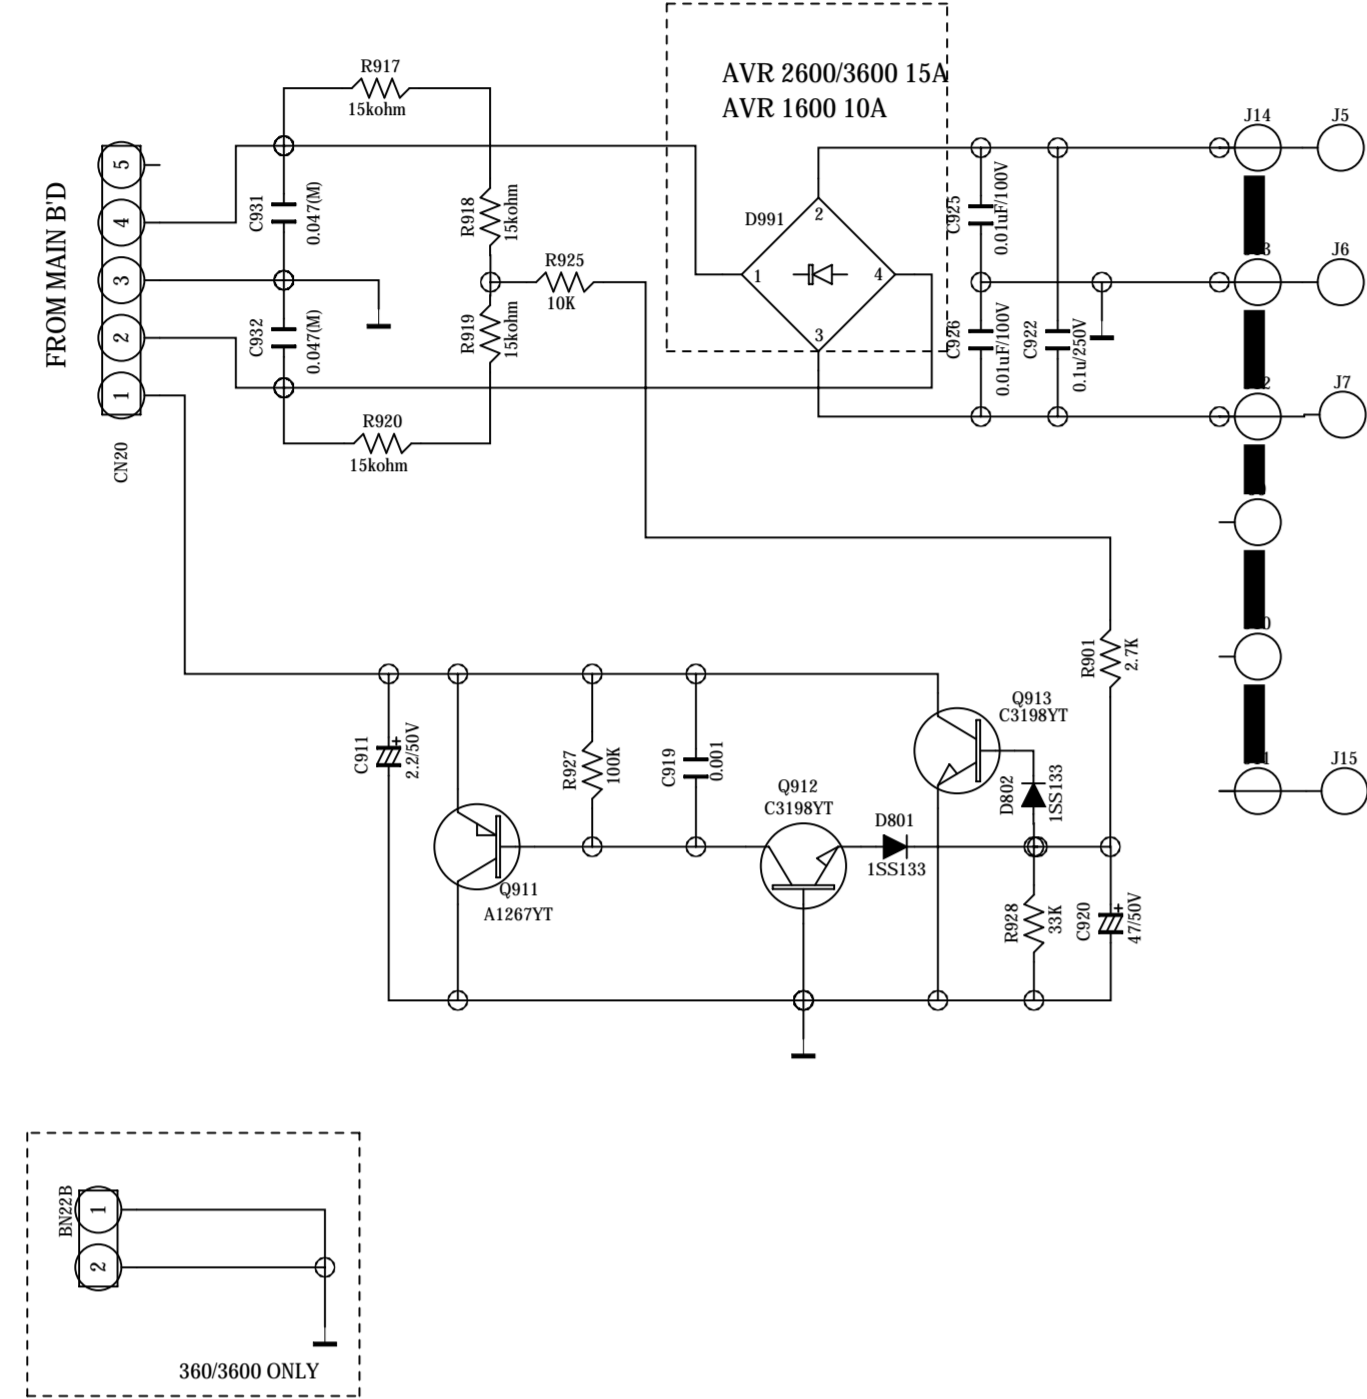 AVR 2600/3600 15A
AVR 1600 10A
R917
15kohm
J14
J5
FROM MAIN B'D
5
4
3
2
1
CN20
C931
0.047(M)
C932
0.047(M)
R918
15kohm
R925
10K
R919
15kohm
R920
15kohm
D991
2
1
4
3
C925
0.01uF/100V
C926
0.01uF/100V
C922
0.1u/250V
J6
J7
R901
2.7K
Q913
C3198YT
C911
+
2.2/50V
R927
100K
C919
0.001
Q912
C3198YT
D802
1SS133
D801
1SS133
J15
Q911
A1267YT
R928
33K
C920
+
47/50V
BN22B
1
2
360/3600 ONLY